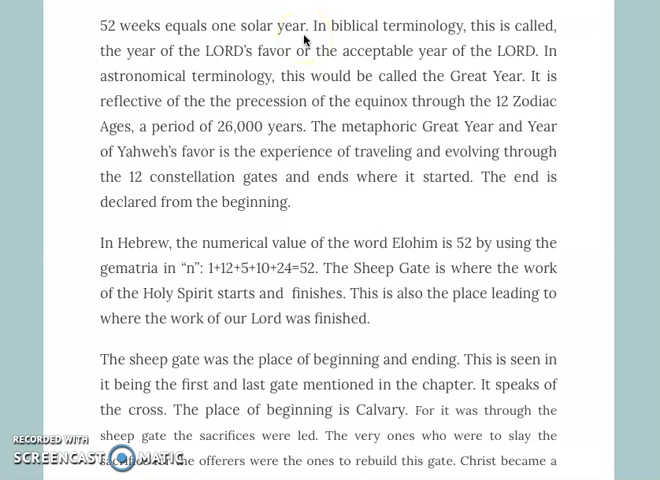 52 weeks equals one solar year. In biblical terminology, this is called,
the year of the LORD's favor or the acceptable year of the LORD. In
astronomical terminology, this would be called the Great Year. It is
reflective of the the precession of the equinox through the 12 Zodiac
Ages, a period of 26,000 years. The metaphoric Great Year and Year
of Yahweh's favor is the experience of traveling and evolving through
the 12 constellation gates and ends where it started. The end is
declared from the beginning.
In Hebrew, the numerical value of the word Elohim is 52 by using the
gematria in “n”: 1+12+5+10+24=52. The Sheep Gate is where the work
of the Holy Spirit starts and finishes. This is also the place leading to
where the work of our Lord was finished.
The sheep gate was the place of beginning and ending. This is seen in
it being the first and last gate mentioned in the chapter. It speaks of
the cross. The place of beginning is Calvary. For it was through the
sheep gate the sacrifices were led. The very ones who were to slay the
the offerers were the ones to rebuild this gate. Christ became a
RECORDED WITH
SCREENCAST MATIC